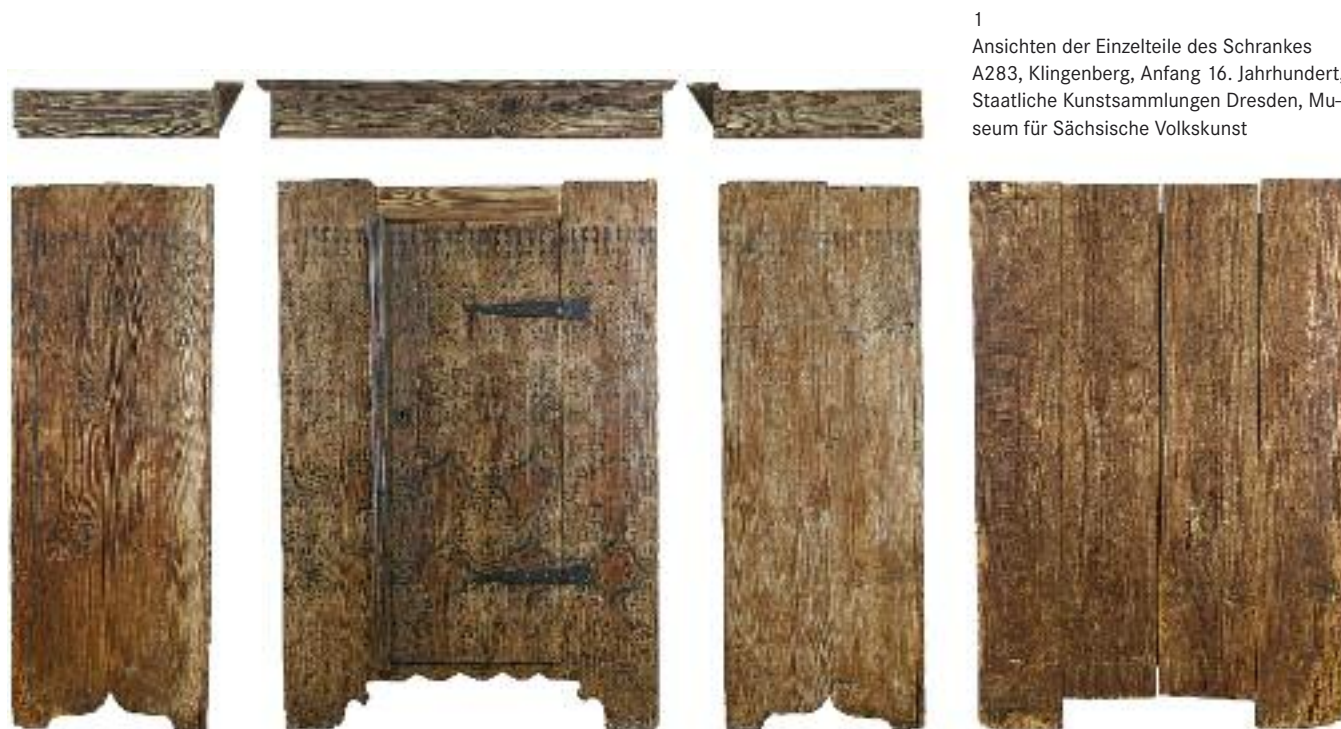 1
Ansichten der Einzelteile des Schrankes
A283, Klingenberg, Anfang 16. Jahrhundert,
Staatliche Kunstsammlungen Dresden, Mu-
seum für Sächsische Volkskunst